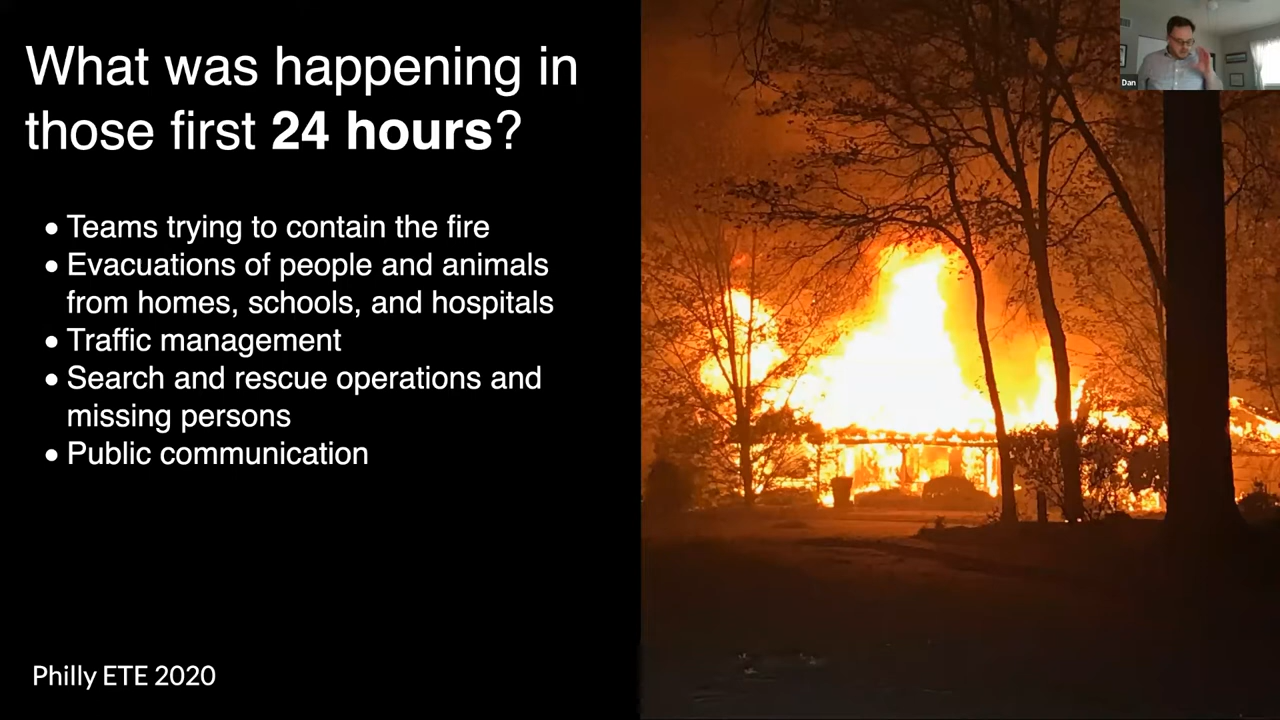 What was happening in
those first 24 hours?
• Teams trying to contain the fire
• Evacuations of people and animals
from homes, schools, and hospitals
• Traffic management
• Search and rescue operations and
missing persons
• Public communication
Philly ETE 2020
Dan